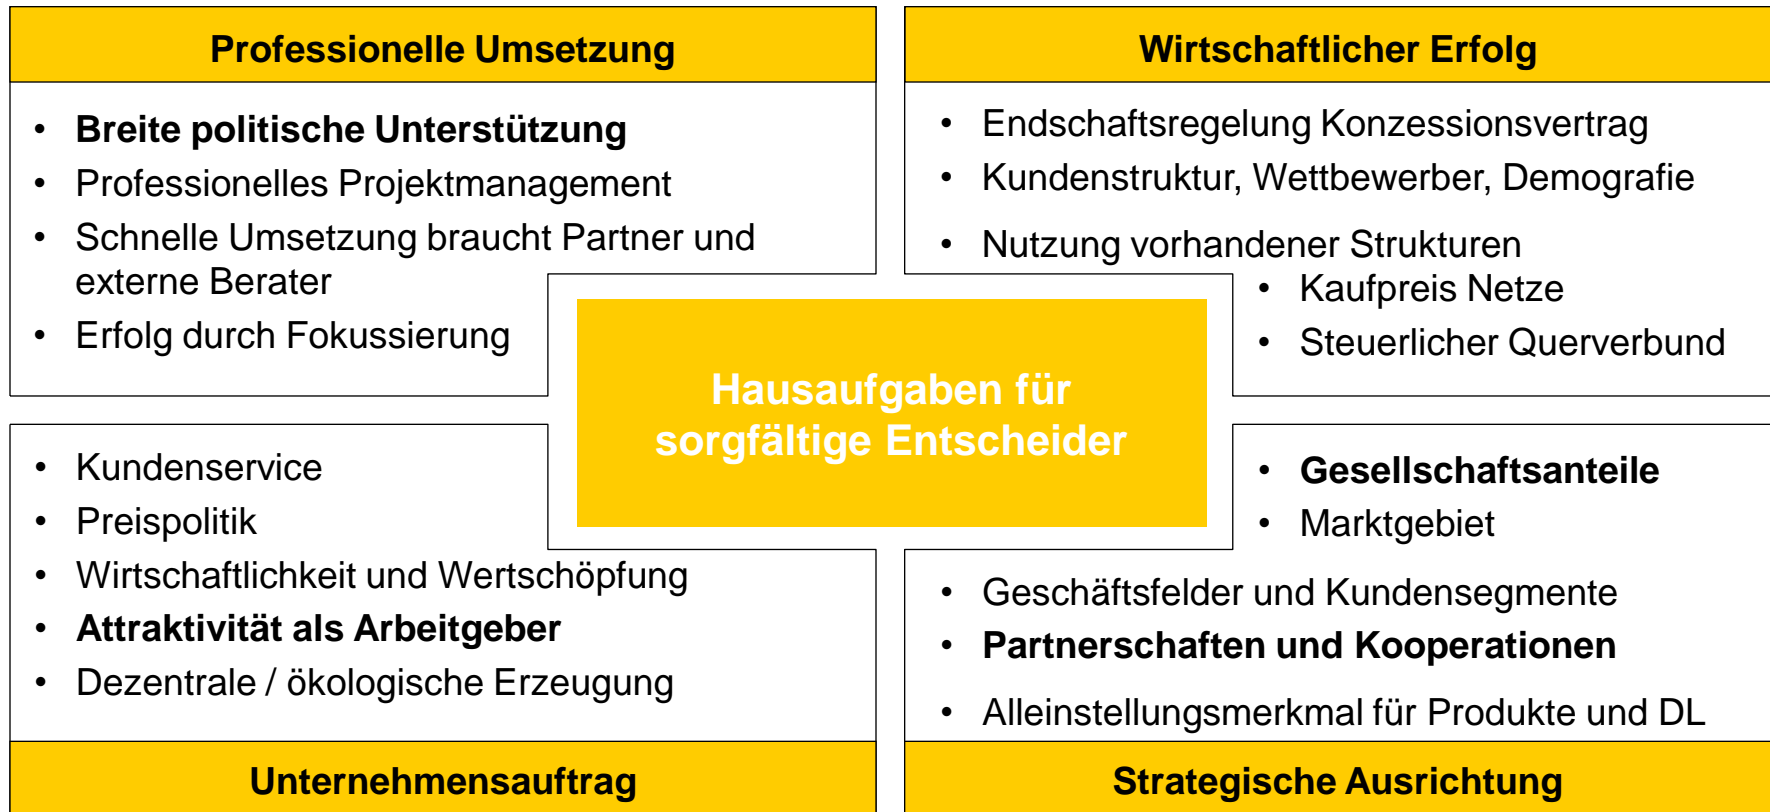 Professionelle Umsetzung
• Breite politische Unterstützung
• Professionelles Projektmanagement
• Schnelle Umsetzung braucht Partner und
externe Berater
• Erfolg durch Fokussierung
Wirtschaftlicher Erfolg
• Endschaftsregelung Konzessionsvertrag
• Kundenstruktur, Wettbewerber, Demografie
• Nutzung vorhandener Strukturen
• Kaufpreis Netze
• Steuerlicher Querverbund
Hausaufgaben für
sorgfältige Entscheider
• Kundenservice
• Preispolitik
• Wirtschaftlichkeit und Wertschöpfung
• Attraktivität als Arbeitgeber
• Dezentrale / ökologische Erzeugung
Unternehmensauftrag
• Gesellschaftsanteile
• Marktgebiet
• Geschäftsfelder und Kundensegmente
• Partnerschaften und Kooperationen
• Alleinstellungsmerkmal für Produkte und DL
Strategische Ausrichtung